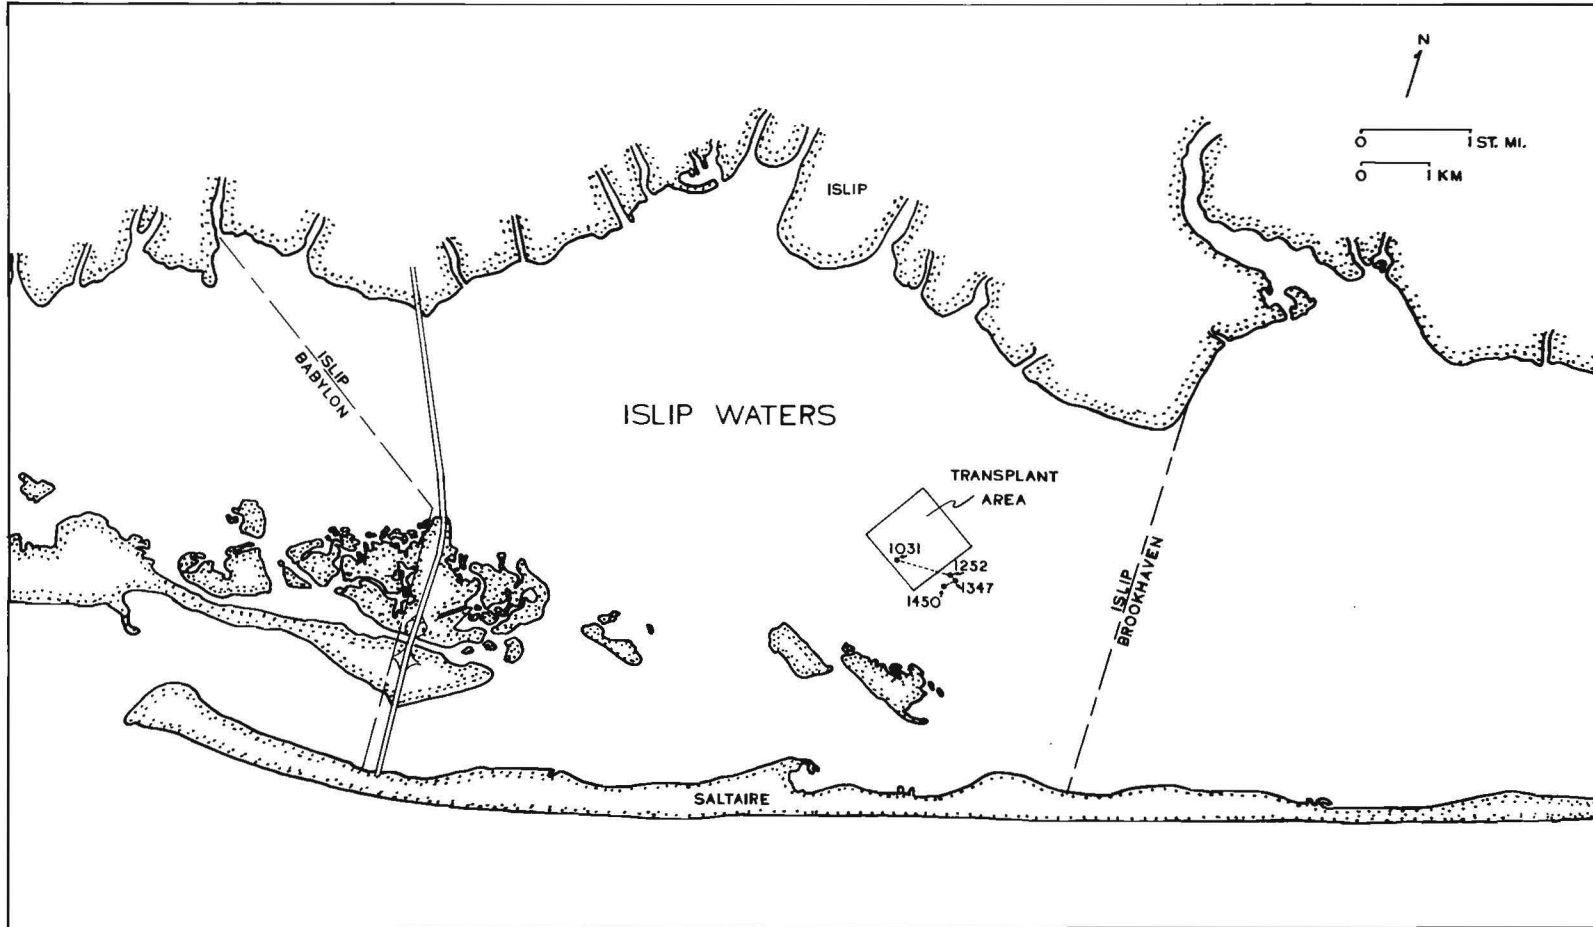 N
0 1 ST. MI.
0 1 KM
ISLIP
ISLIP
BABYLON
ISLIP WATERS
TRANSPLANT
AREA
1031
1252
1347
1450
ISLIP
BROOKHAVEN
SALTAIRE